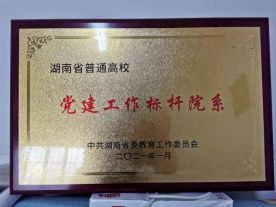 湖南省普通高校
党建工作标杆院系
中共湖南省委教育工作委员会
二〇二一年一月